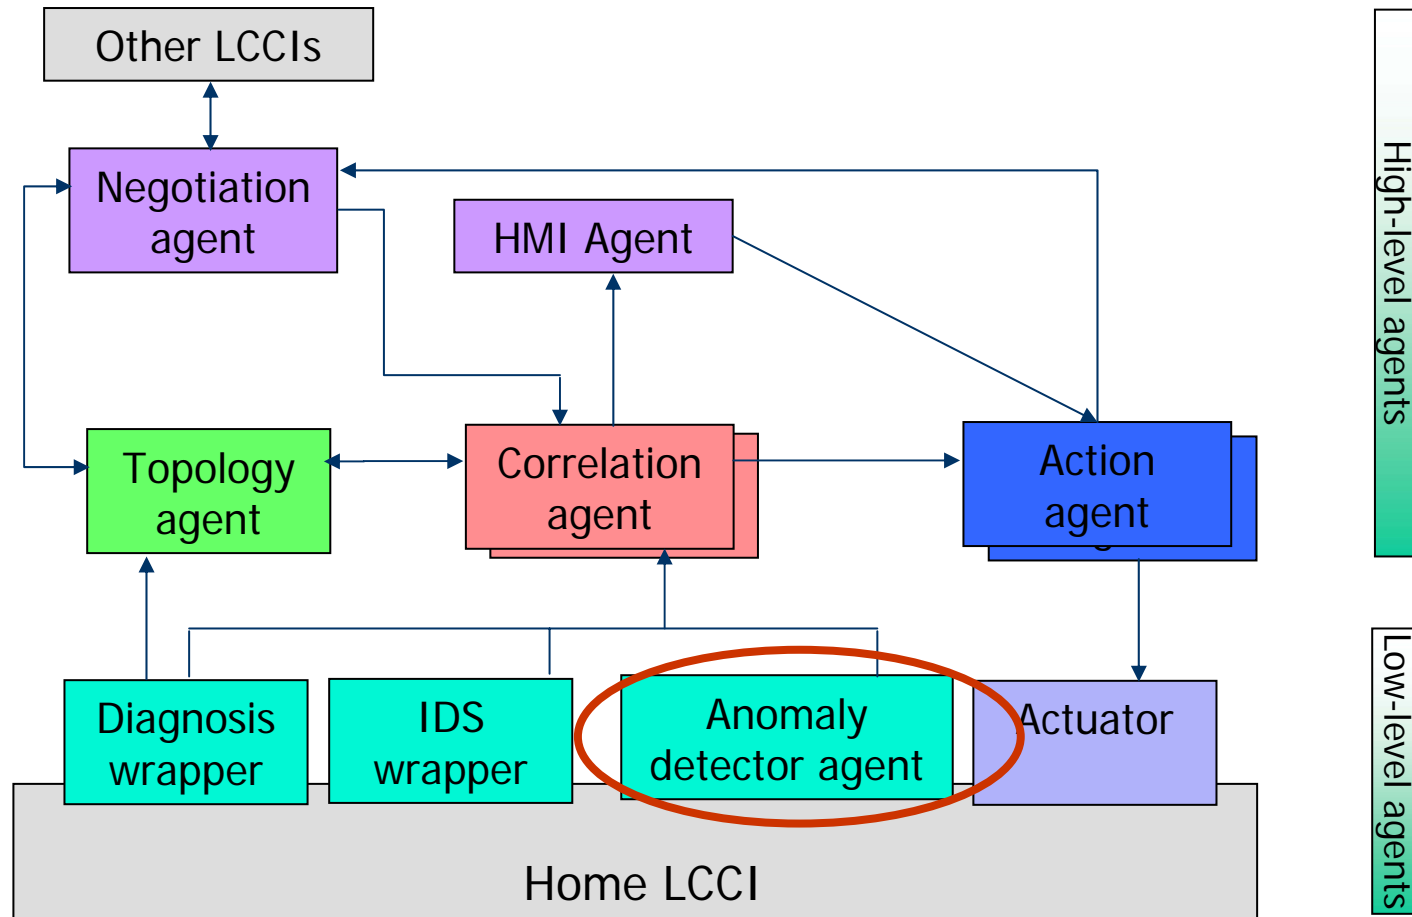 Other LCCIs
Negotiation
agent
HMI Agent
High-level agents
Topology
agent
Correlation
agent
Action
agent
Diagnosis
wrapper
IDS
wrapper
Anomaly
detector agent
Actuator
Low-level agents
Home LCCI